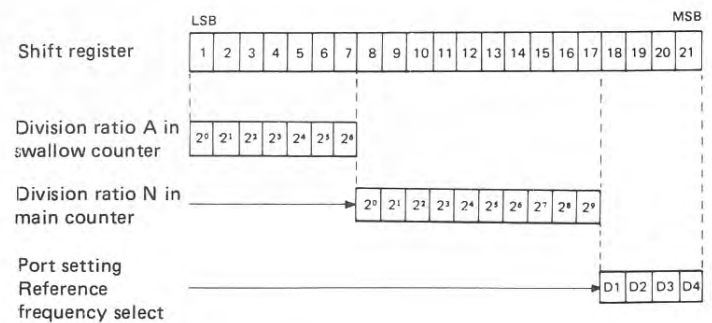 LSB MSB
Shift register 1 2 3 4 5 6 7 8 9 10 11 12 13 14 15 16 17 18 19 20 21
Division ratio A in
swallow counter
2⁰ 2¹ 2² 2³ 2⁴ 2⁵ 2⁶
Division ratio N in
main counter
2⁰ 2¹ 2² 2³ 2⁴ 2⁵ 2⁶ 2⁷ 2⁸ 2⁹
Port setting
Reference
frequency select
D1 D2 D3 D4